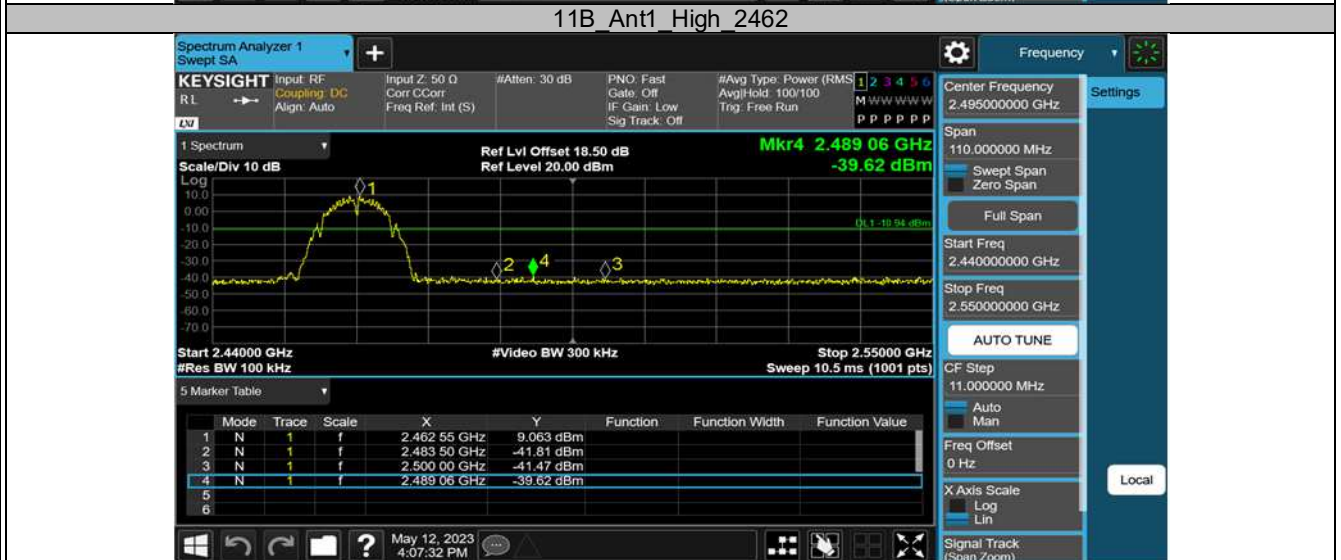 (Span Zoom)
11B_Ant1_High_2462
Spectrum Analyzer 1
Swept SA
+
Frequency
KEYSIGHT
RL
LXI
Input: RF
Coupling: DC
Align: Auto
Input Z: 50 Ω
Corr CCorr
Freq Ref: Int (S)
#Atten: 30 dB
PNO: Fast
Gate: Off
IF Gain: Low
Sig Track: Off
#Avg Type: Power (RMS
Avg|Hold: 100/100
Trig: Free Run
1 2 3 4 5 6
M W W W W W
P P P P P P
Center Frequency
2.495000000 GHz
Settings
1 Spectrum
Scale/Div 10 dB
Ref Lvl Offset 18.50 dB
Ref Level 20.00 dBm
Mkr4 2.489 06 GHz
-39.62 dBm
Span
110.000000 MHz
Swept Span
Zero Span
Full Span
Log
10.0
0.00
-10.0
-20.0
-30.0
-40.0
-50.0
-60.0
-70.0
1
2
4
3
DL1 -10.94 dBm
Start Freq
2.440000000 GHz
Stop Freq
2.550000000 GHz
AUTO TUNE
Start 2.44000 GHz
#Video BW 300 kHz
Stop 2.55000 GHz
#Res BW 100 kHz
Sweep 10.5 ms (1001 pts)
CF Step
11.000000 MHz
Auto
Man
5 Marker Table
Mode Trace Scale X Y Function Function Width Function Value
1 N 1 f 2.462 55 GHz 9.063 dBm
2 N 1 f 2.483 50 GHz -41.81 dBm
3 N 1 f 2.500 00 GHz -41.47 dBm
4 N 1 f 2.489 06 GHz -39.62 dBm
5
6
Freq Offset
0 Hz
X Axis Scale
Log
Lin
Local
Signal Track
(Span Zoom)
?
May 12, 2023
4:07:32 PM